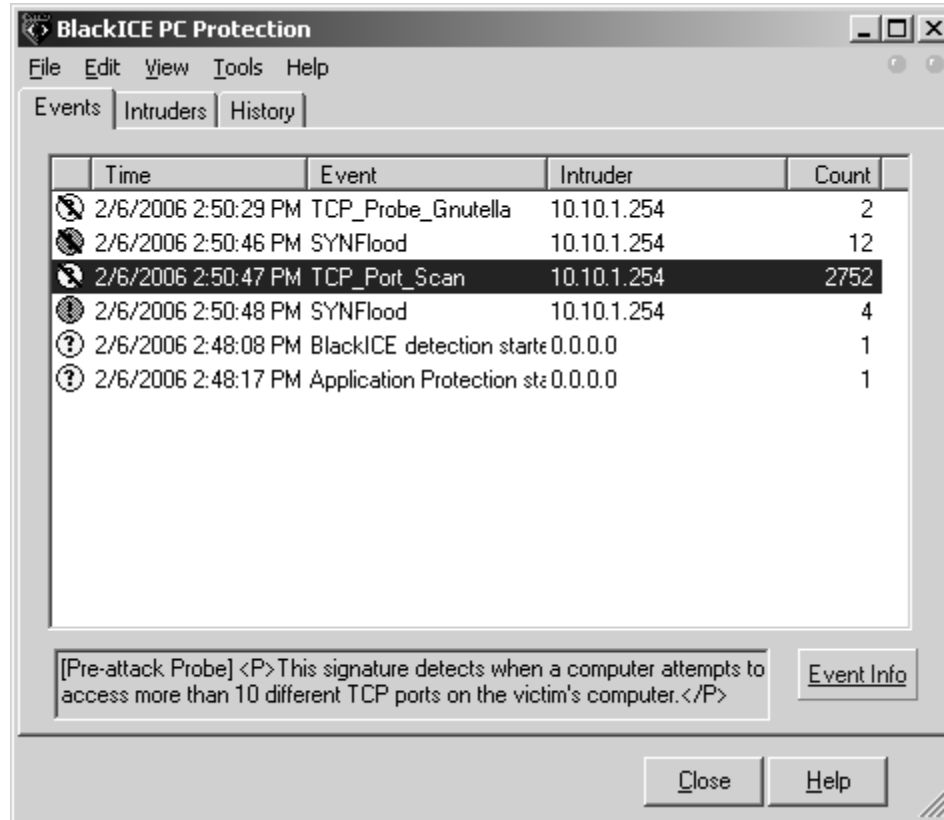 BlackICE PC Protection
File Edit View Tools Help
Events Intruders History
Time Event Intruder Count
2/6/2006 2:50:29 PM TCP_Probe_Gnutella 10.10.1.254 2
2/6/2006 2:50:46 PM SYNFlood 10.10.1.254 12
2/6/2006 2:50:47 PM TCP_Port_Scan 10.10.1.254 2752
2/6/2006 2:50:48 PM SYNFlood 10.10.1.254 4
? 2/6/2006 2:48:08 PM BlackICE detection starte 0.0.0.0 1
? 2/6/2006 2:48:17 PM Application Protection sta 0.0.0.0 1
[Pre-attack Probe] <P>This signature detects when a computer attempts to
access more than 10 different TCP ports on the victim's computer.</P>
Event Info
Close Help